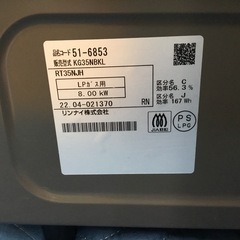 品名コード 51-6853
販売型式 KG35NBKL
RT35NJH
LPガス用
8.00 kW
22.04-021370 RN
リンナイ株式会社
区分名 C
効率56.3 %
区分名 J
効率 167 Wh
PS
LPG